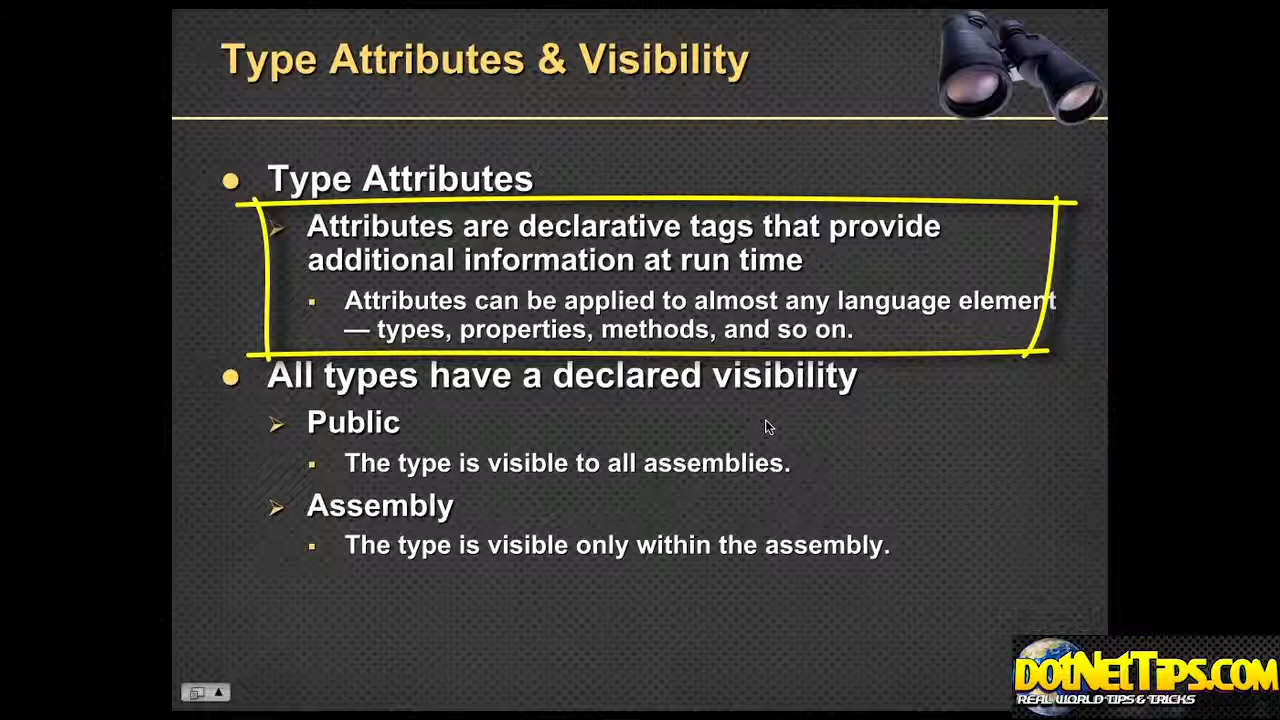 Type Attributes & Visibility
Type Attributes
Attributes are declarative tags that provide
additional information at run time
Attributes can be applied to almost any language element
— types, properties, methods, and so on.
All types have a declared visibility
Public
The type is visible to all assemblies.
Assembly
The type is visible only within the assembly.
DOTNETTIPS.COM
REAL WORLD TIPS & TRICKS